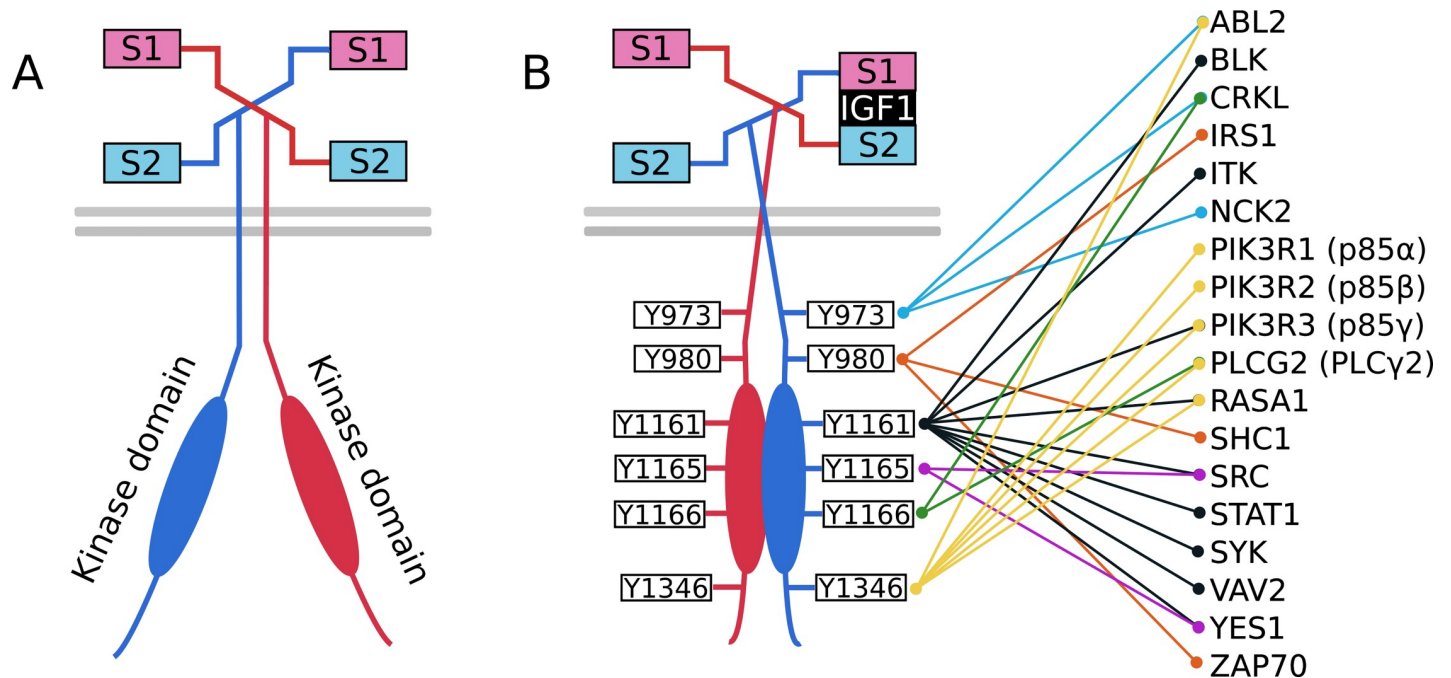 A
S1
S1
S2
S2
Kinase domain
Kinase domain
B
S1
S1
IGF1
S2
S2
Y973
Y973
Y980
Y980
Y1161
Y1161
Y1165
Y1165
Y1166
Y1166
Y1346
Y1346
ABL2
BLK
CRKL
IRS1
ITK
NCK2
PIK3R1 (p85α)
PIK3R2 (p85β)
PIK3R3 (p85γ)
PLCG2 (PLCγ2)
RASA1
SHC1
SRC
STAT1
SYK
VAV2
YES1
ZAP70